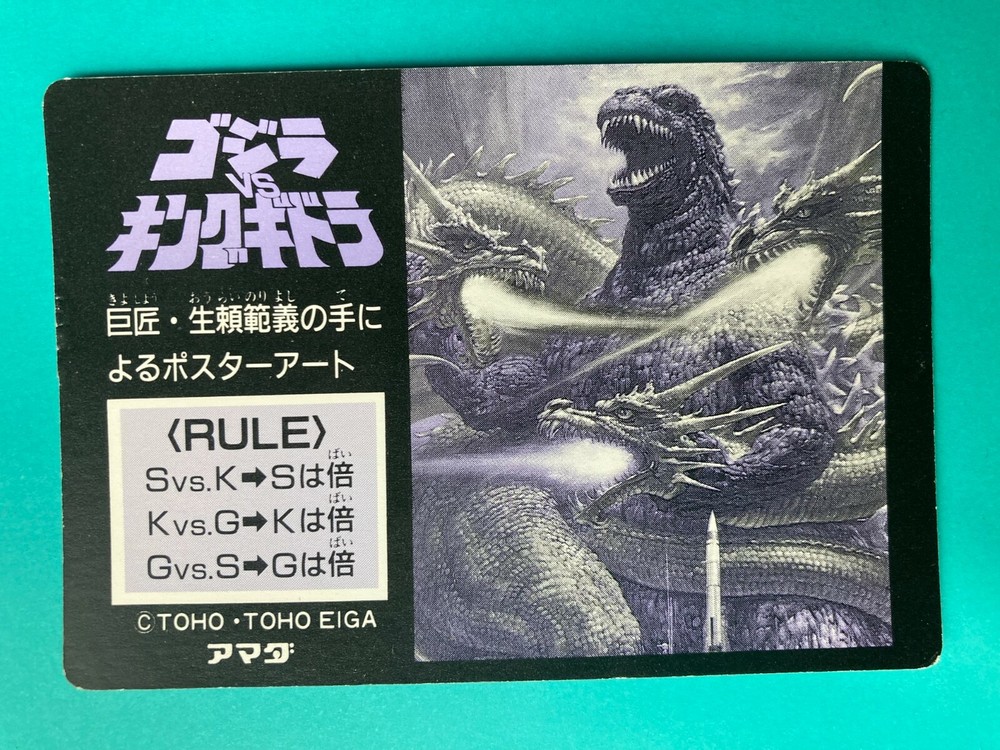 ゴジラ
VS
キングギドラ
きょしょう おうらいのりよし て
巨匠・生頼範義の手に
よるポスターアート
〈RULE〉
ばい
Svs.K➡Sは倍
ばい
Kvs.G➡Kは倍
ばい
Gvs.S➡Gは倍
©TOHO・TOHO EIGA
アマダ